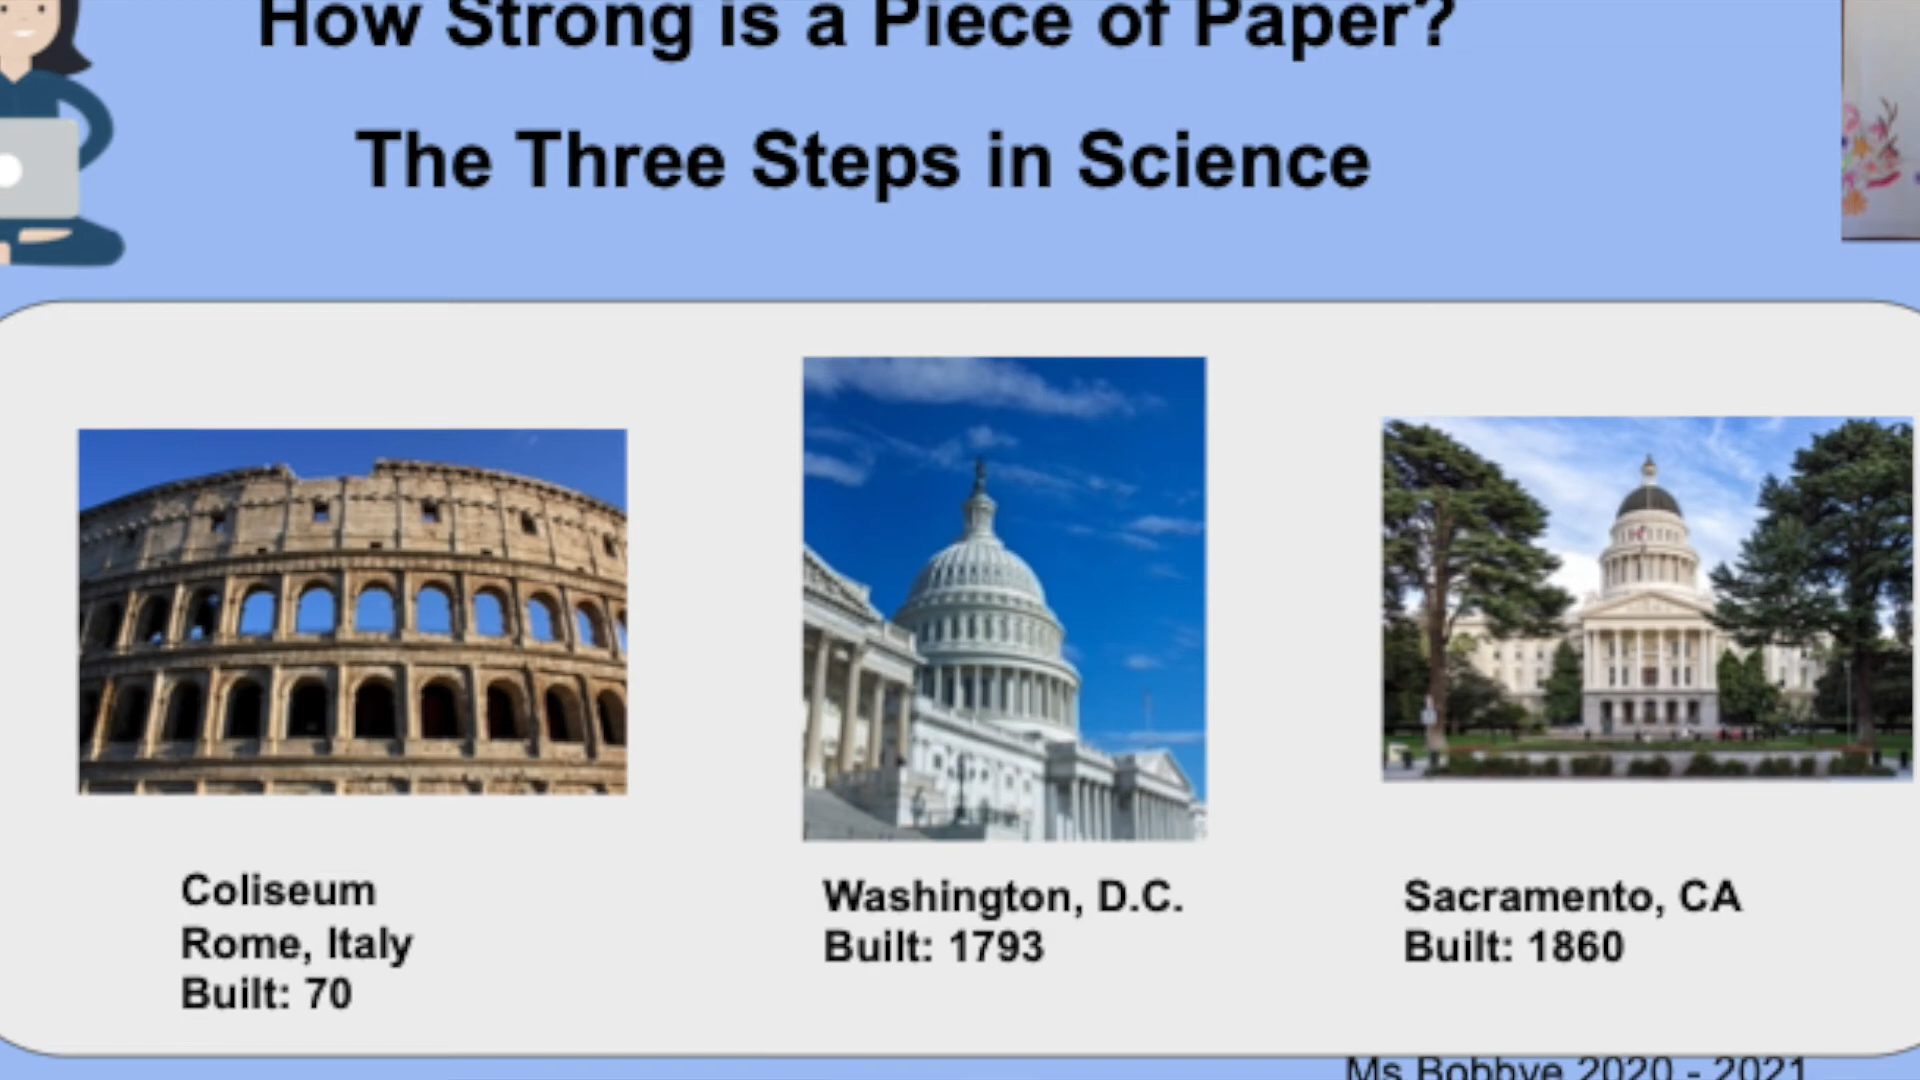 How Strong is a Piece of Paper?
The Three Steps in Science
Coliseum
Rome, Italy
Built: 70
Washington, D.C.
Built: 1793
Sacramento, CA
Built: 1860
Ms Bobbye 2020 - 2021